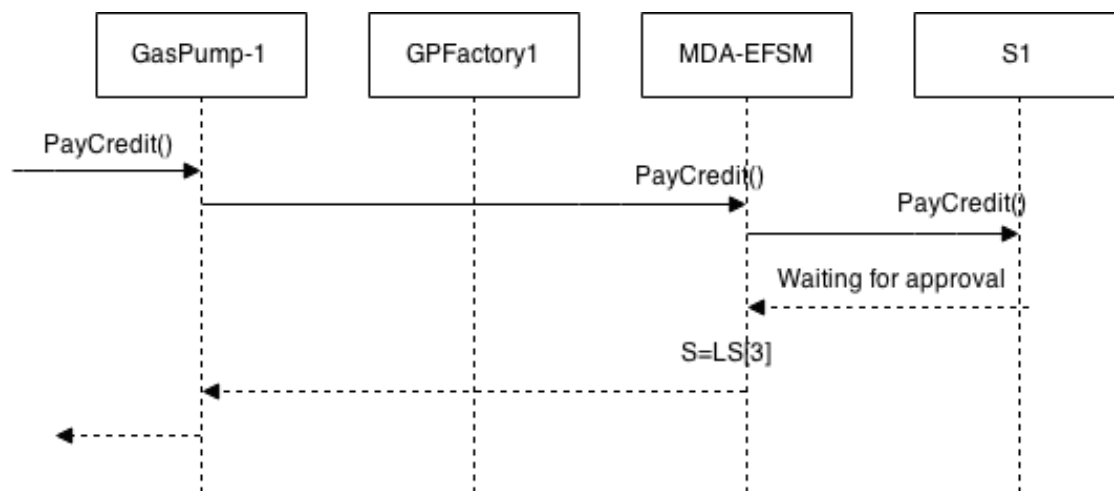 GasPump-1
GPFactory1
MDA-EFSM
S1
PayCredit()
PayCredit()
PayCredit()
Waiting for approval
S=LS[3]